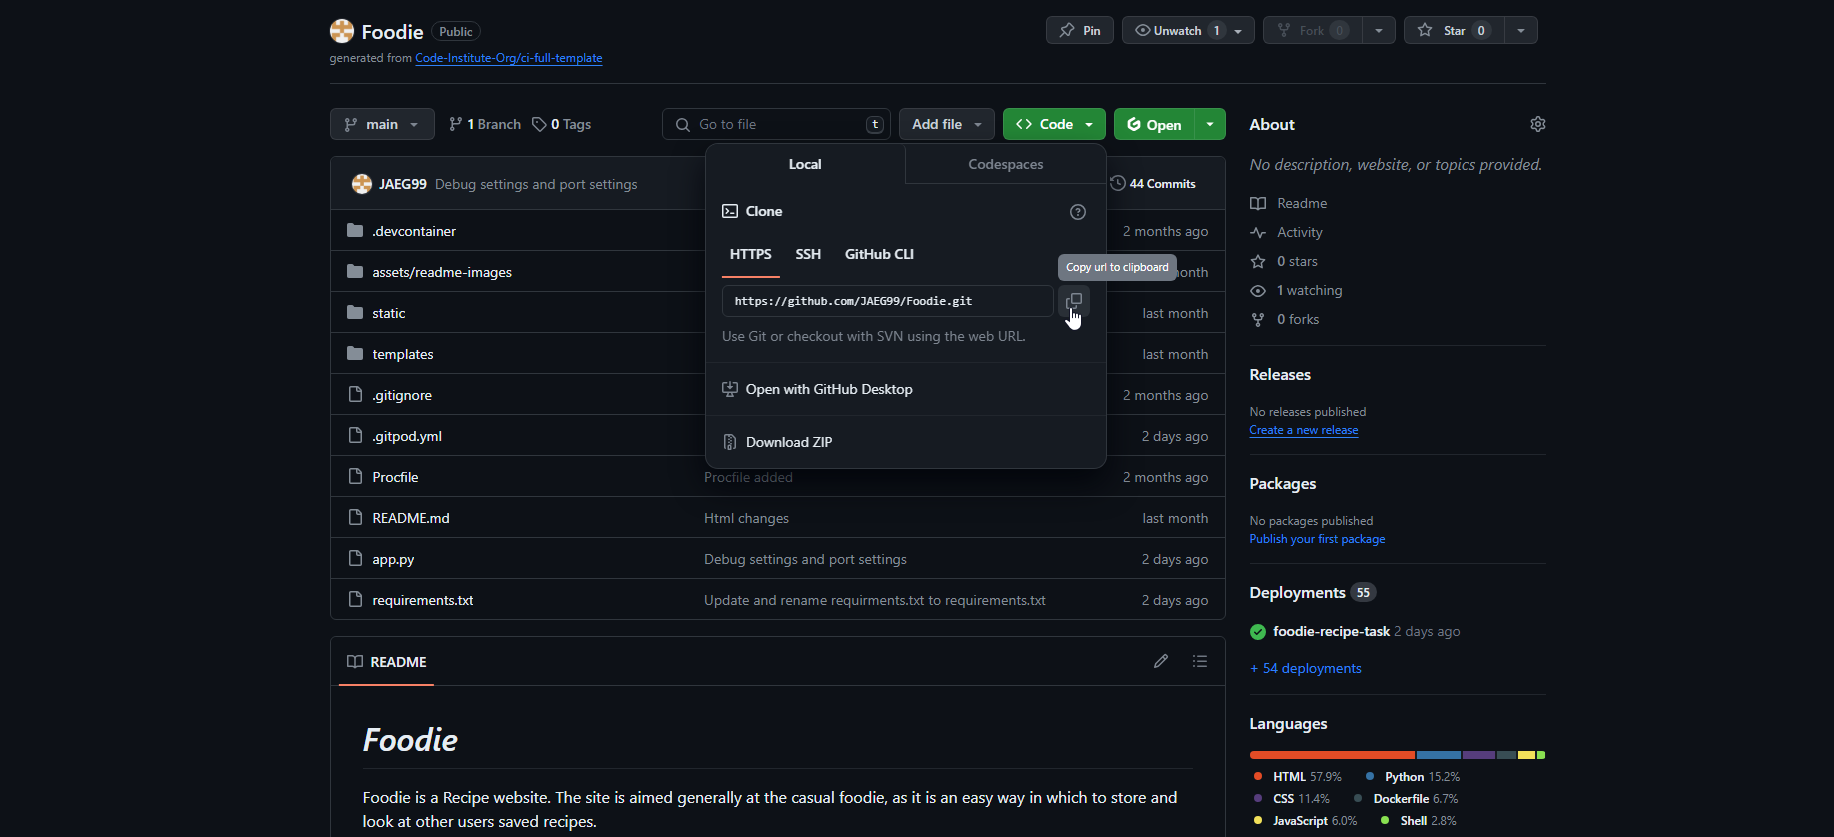 Foodie Public
Pin
Unwatch 1
Fork 0
Star 0
generated from Code-Institute-Org/ci-full-template
main
1 Branch
0 Tags
Go to file
t
Add file
Code
Open
Local
Codespaces
Clone
HTTPS
SSH
GitHub CLI
Copy url to clipboard
https://github.com/JAEG99/Foodie.git
Use Git or checkout with SVN using the web URL.
Open with GitHub Desktop
Download ZIP
JAEG99 Debug settings and port settings
44 Commits
.devcontainer
2 months ago
assets/readme-images
onth
static
last month
templates
last month
.gitignore
2 months ago
.gitpod.yml
2 days ago
Procfile
Procfile added
2 months ago
README.md
Html changes
last month
app.py
Debug settings and port settings
2 days ago
requirements.txt
Update and rename requirments.txt to requirements.txt
2 days ago
README
Foodie
Foodie is a Recipe website. The site is aimed generally at the casual foodie, as it is an easy way in which to store and
look at other users saved recipes.
About
No description, website, or topics provided.
Readme
Activity
0 stars
1 watching
0 forks
Releases
No releases published
Create a new release
Packages
No packages published
Publish your first package
Deployments 55
foodie-recipe-task 2 days ago
+ 54 deployments
Languages
HTML 57.9%
Python 15.2%
CSS 11.4%
Dockerfile 6.7%
JavaScript 6.0%
Shell 2.8%